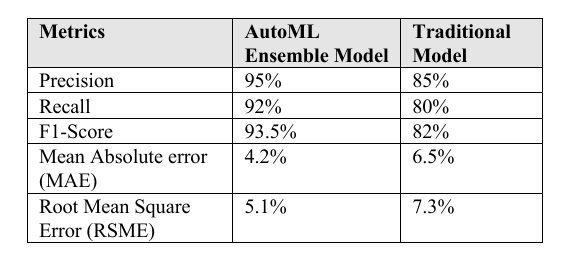 Metrics AutoML Traditional
Ensemble Model Model
Precision 95% 85%
Recall 92% 80%
F1-Score 93.5% 82%
Mean Absolute error 4.2% 6.5%
(MAE)
Root Mean Square 5.1% 7.3%
Error (RSME)